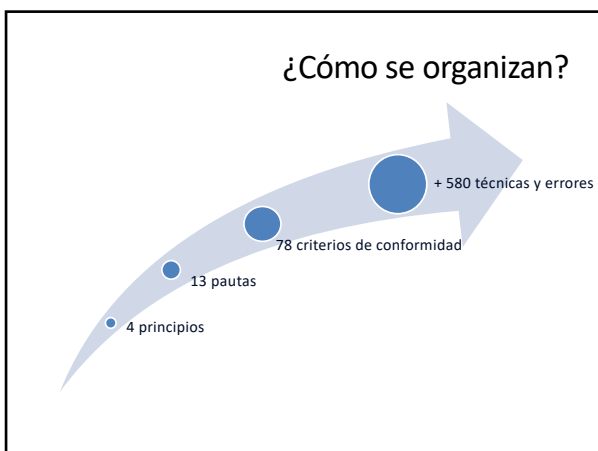 ¿Cómo se organizan?
+ 580 técnicas y errores
78 criterios de conformidad
13 pautas
4 principios